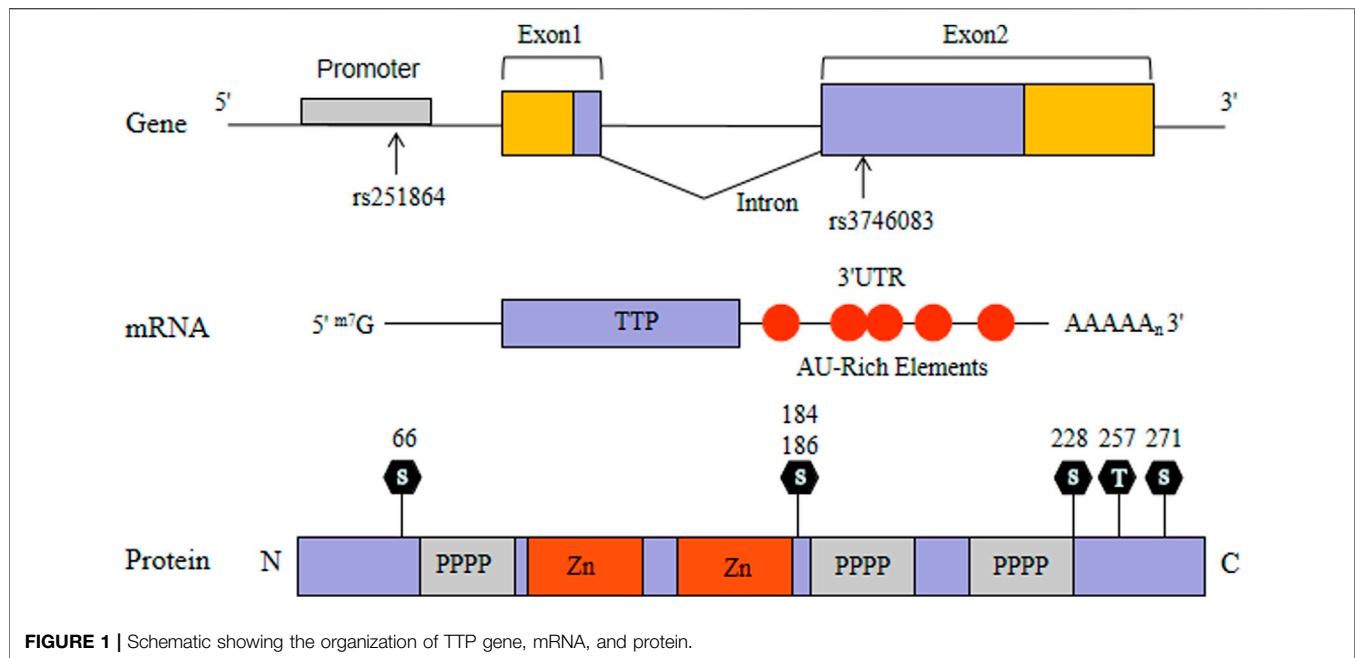 Exon1
Exon2
Promoter
5'
3'
Gene
rs251864
Intron
rs3746083
3'UTR
mRNA
5' m7G
TTP
AAAAAn 3'
AU-Rich Elements
66
184
186
228
257
271
S
S
S
T
S
Protein
N
PPPP
Zn
Zn
PPPP
PPPP
C
FIGURE 1 | Schematic showing the organization of TTP gene, mRNA, and protein.